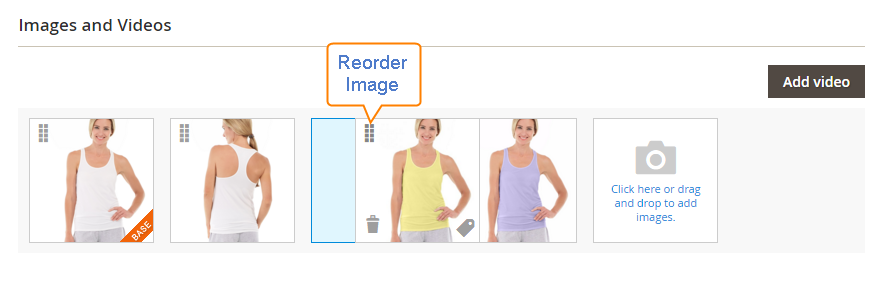 Images and Videos
Reorder
Image
Add video
BASE
Click here or drag
and drop to add
images.